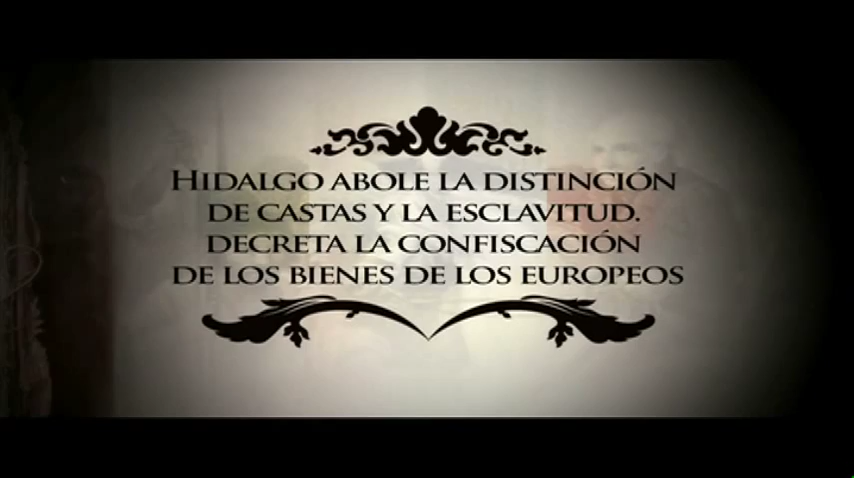 HIDALGO ABOLE LA DISTINCIÓN
DE CASTAS Y LA ESCLAVITUD.
DECRETA LA CONFISCACIÓN
DE LOS BIENES DE LOS EUROPEOS